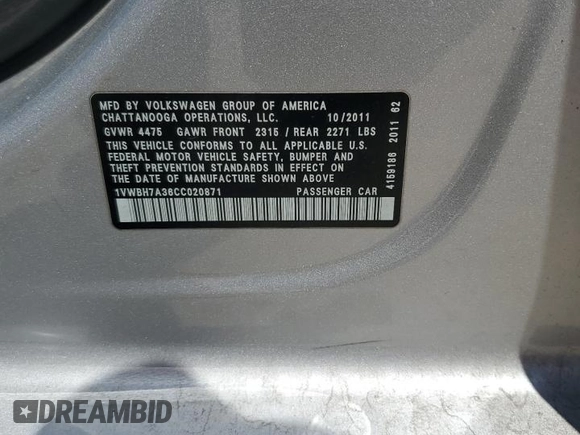 MFD BY VOLKSWAGEN GROUP OF AMERICA
CHATTANOOGA OPERATIONS, LLC. 10/2011
GVWR 4475 GAWR FRONT 2315 / REAR 2271 LBS
THIS VEHICLE CONFORMS TO ALL APPLICABLE U.S.
FEDERAL MOTOR VEHICLE SAFETY, BUMPER AND
THEFT PREVENTION STANDARDS IN EFFECT ON
THE DATE OF MANUFACTURE SHOWN ABOVE
1VWBH7A36CC020871 PASSENGER CAR
4159186 2011 62
DREAMBID